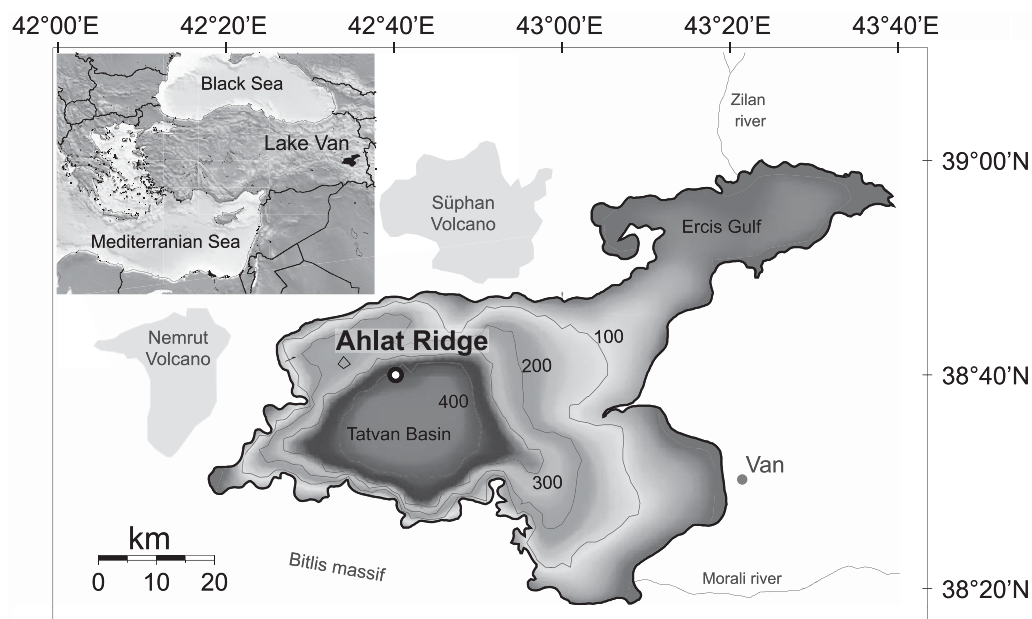 42°00'E 42°20'E 42°40'E 43°00'E 43°20'E 43°40'E
Black Sea
Lake Van
Mediterranean Sea
Zilan
river
39°00'N
Süphan
Volcano
Ercis Gulf
Nemrut
Volcano
Ahlat Ridge
100
200
38°40'N
400
Tatvan Basin
Van
300
km
0 10 20
Bitlis massif
Morali river
38°20'N